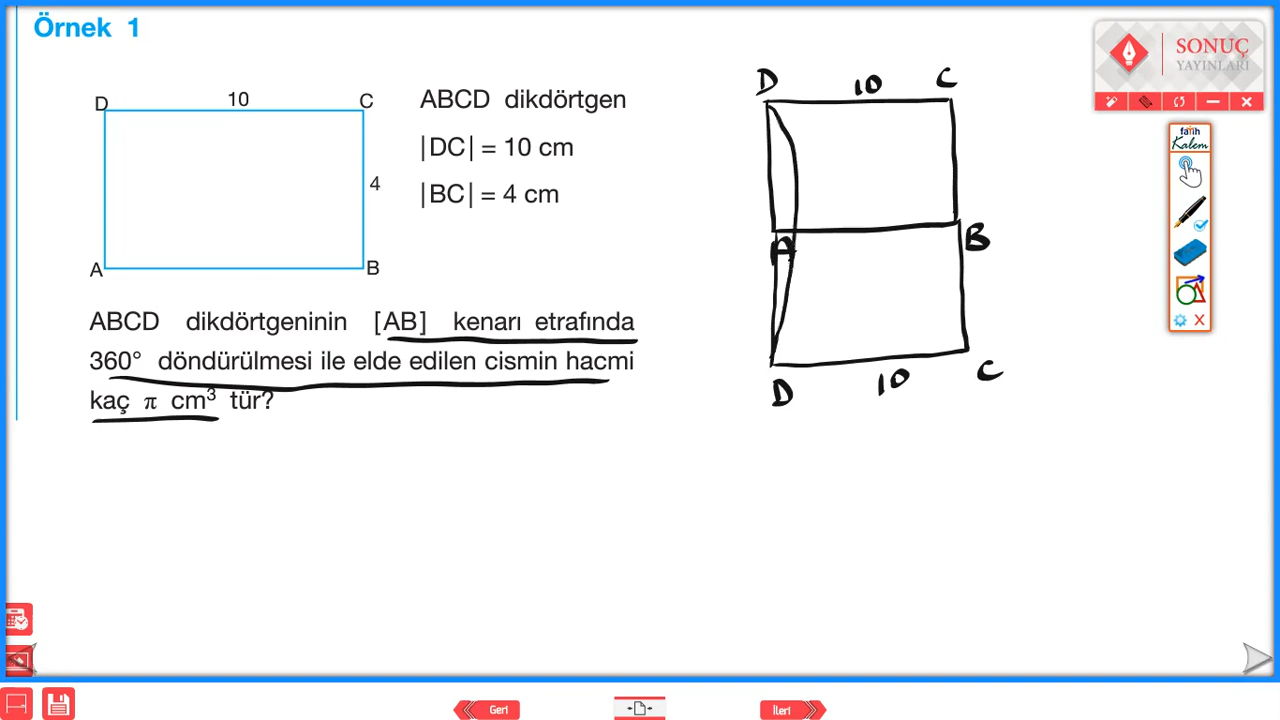 Örnek 1
D 10 C
4
A B
ABCD dikdörtgen
|DC| = 10 cm
|BC| = 4 cm
ABCD dikdörtgeninin [AB] kenarı etrafında
360° döndürülmesi ile elde edilen cismin hacmi
kaç π cm³ tür?
D 10 C
A B
D 10 C
SONUÇ
YAYINLARI
fatih
Kalem
Geri
İleri